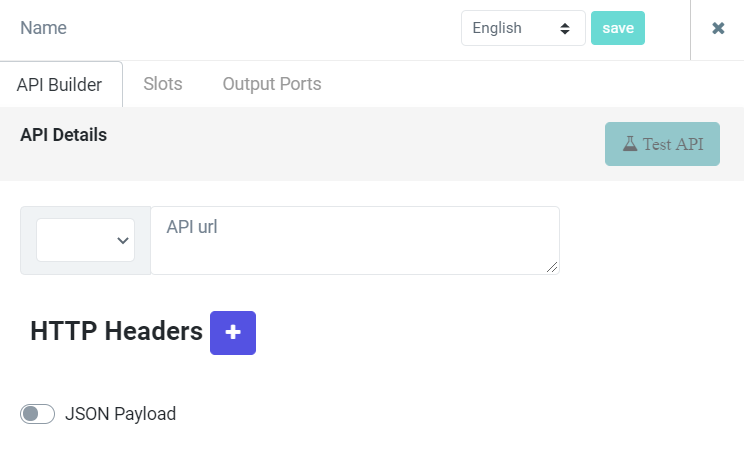 Name
English
save
API Builder
Slots
Output Ports
API Details
Test API
API url
HTTP Headers
JSON Payload